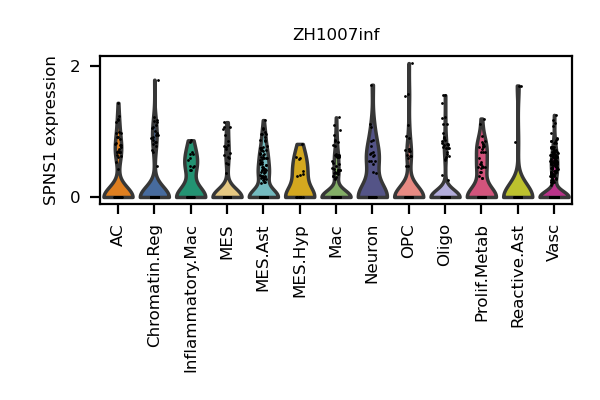 ZH1007inf
SPNS1 expression
2
0
AC
Chromatin.Reg
Inflammatory.Mac
MES
MES.Ast
MES.Hyp
Mac
Neuron
OPC
Oligo
Prolif.Metab
Reactive.Ast
Vasc